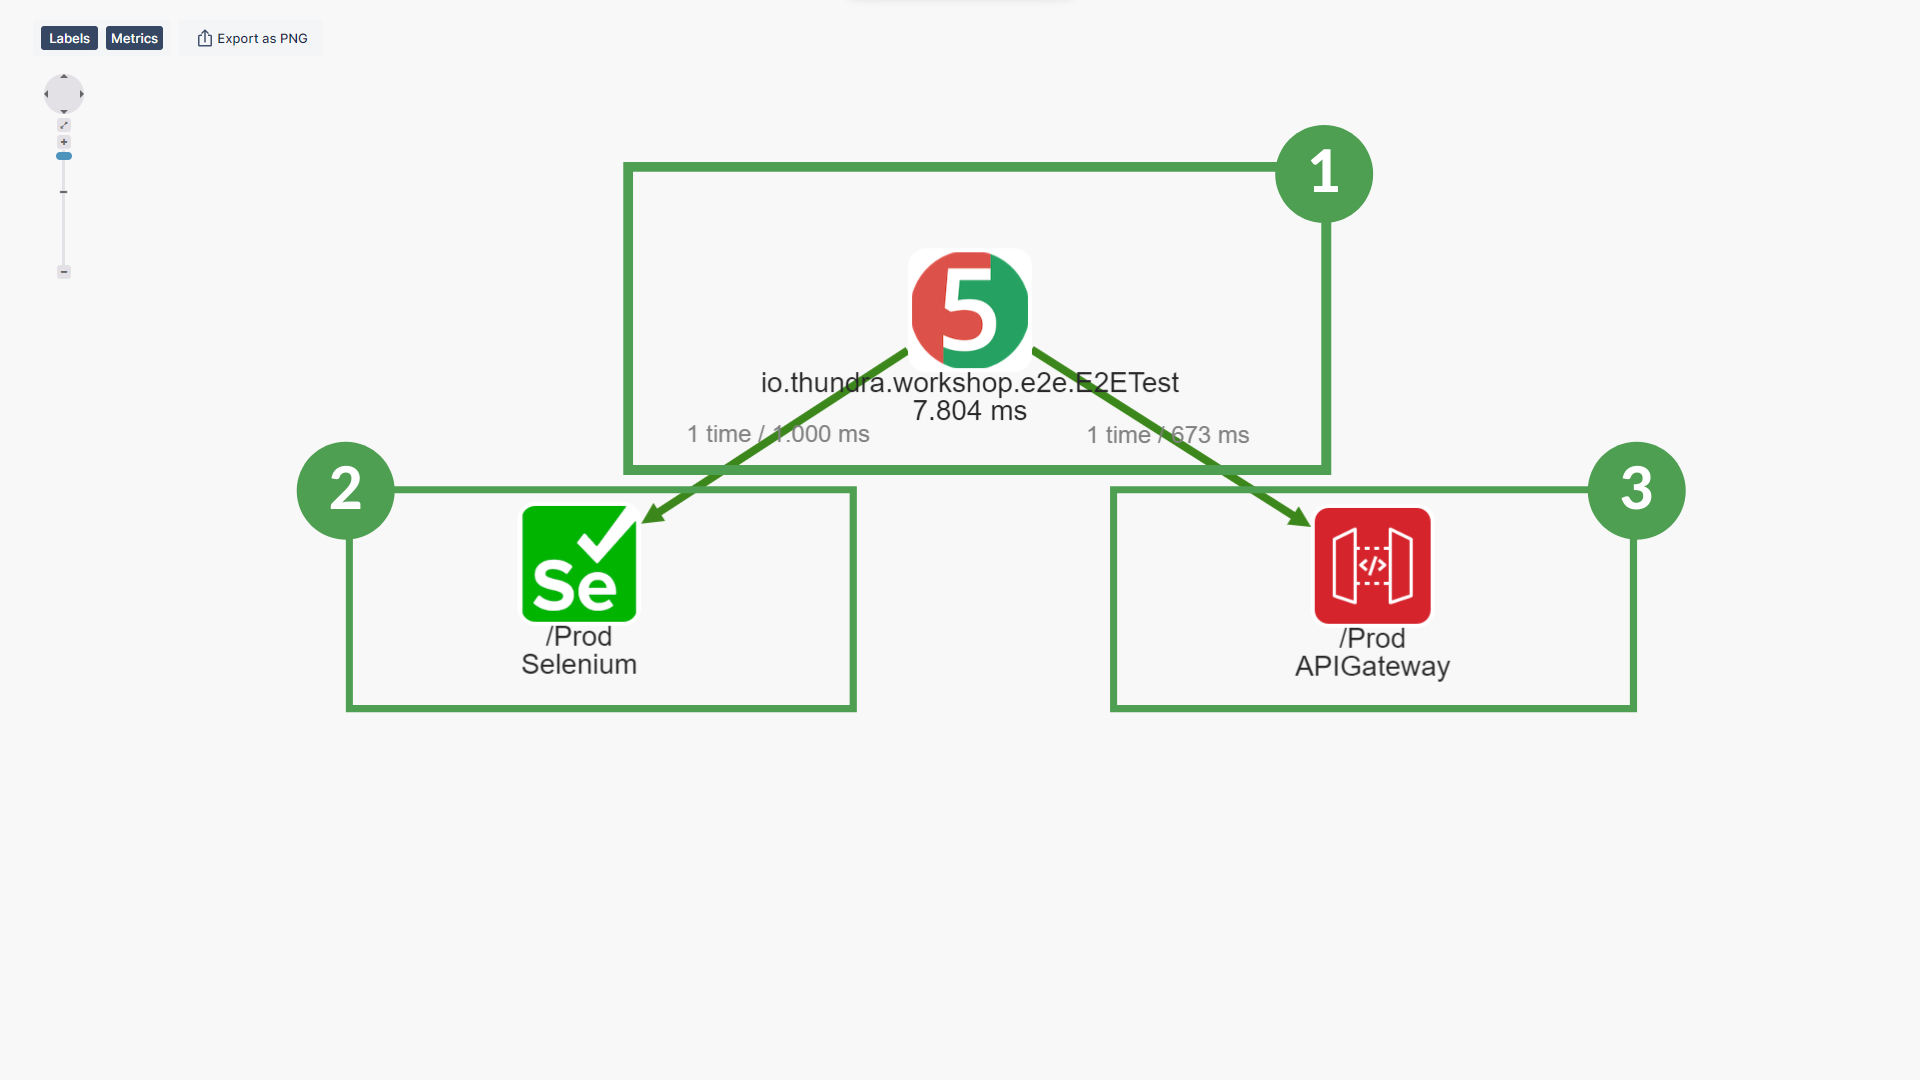 Labels Metrics Export as PNG
1
5
io.thundra.workshop.e2e.E2ETest
7.804 ms
1 time / 1.000 ms
1 time / 673 ms
2
3
Se
</>
/Prod
Selenium
/Prod
APIGateway